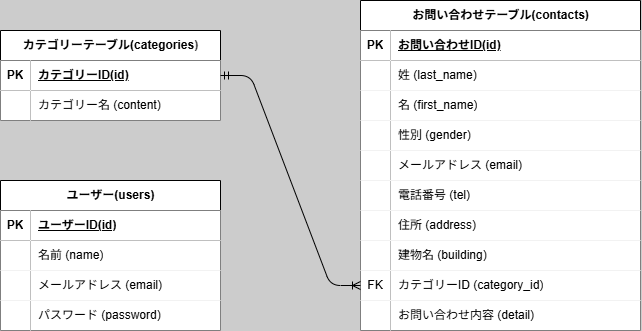 カテゴリーテーブル(categories)
PK カテゴリーID(id)
カテゴリー名 (content)
ユーザー(users)
PK ユーザーID(id)
名前 (name)
メールアドレス (email)
パスワード (password)
お問い合わせテーブル(contacts)
PK お問い合わせID(id)
姓 (last_name)
名 (first_name)
性別 (gender)
メールアドレス (email)
電話番号 (tel)
住所 (address)
建物名 (building)
FK カテゴリーID (category_id)
お問い合わせ内容 (detail)